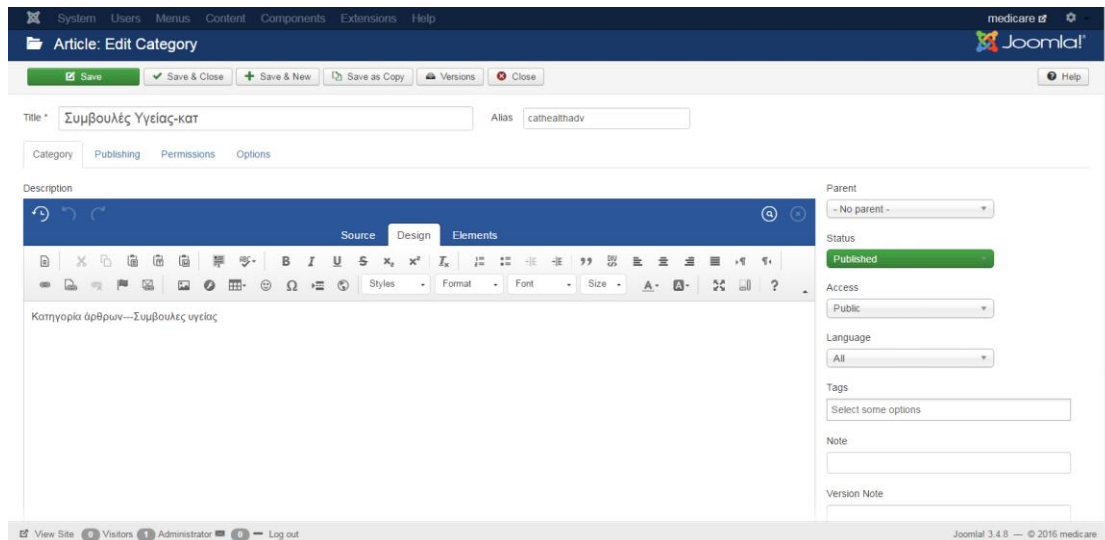 System Users Menus Content Components Extensions Help medicare
Article: Edit Category Joomla!
Save Save & Close Save & New Save as Copy Versions Close Help
Title * Συμβουλές Υγείας-κατ Alias cathealthadv
Category Publishing Permissions Options
Description
Source Design Elements
B I U S x₂ x² Tx
Styles Format Font Size A A ?
Κατηγορία άρθρων---Συμβουλες υγείας
Parent
- No parent -
Status
Published
Access
Public
Language
All
Tags
Select some options
Note
Version Note
View Site 0 Visitors 1 Administrator 0 Log out Joomla! 3.4.8 — © 2016 medicare